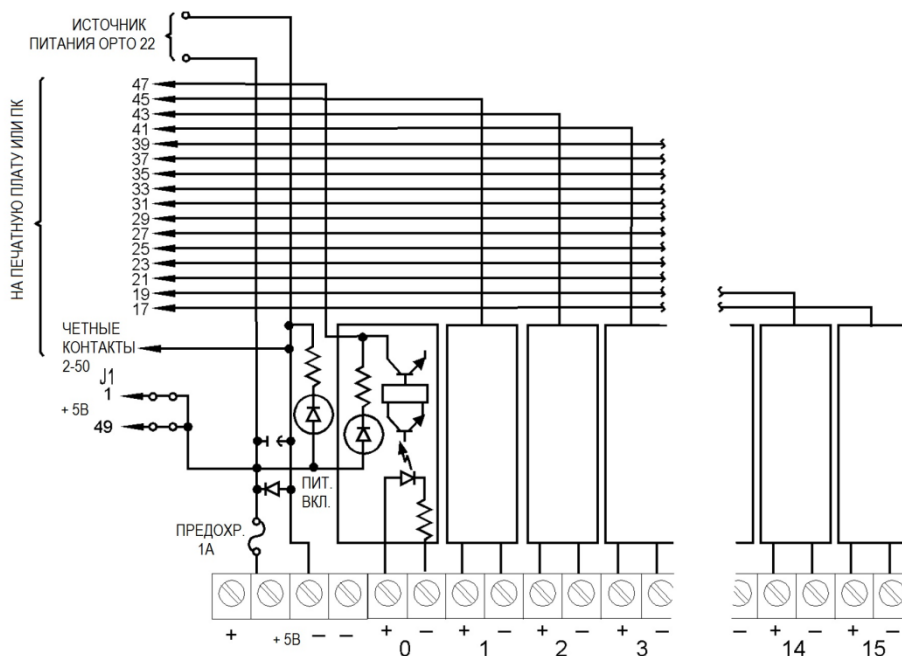 ИСТОЧНИК
ПИТАНИЯ ОРТО 22
НА ПЕЧАТНУЮ ПЛАТУ ИЛИ ПК
47
45
43
41
39
37
35
33
31
29
27
25
23
21
19
17
ЧЕТНЫЕ
КОНТАКТЫ
2-50
J1
1
+ 5В
49
ПИТ.
ВКЛ.
ПРЕДОХР.
1А
+ + 5В – – + – + – + – + – – + – + –
0 1 2 3 14 15